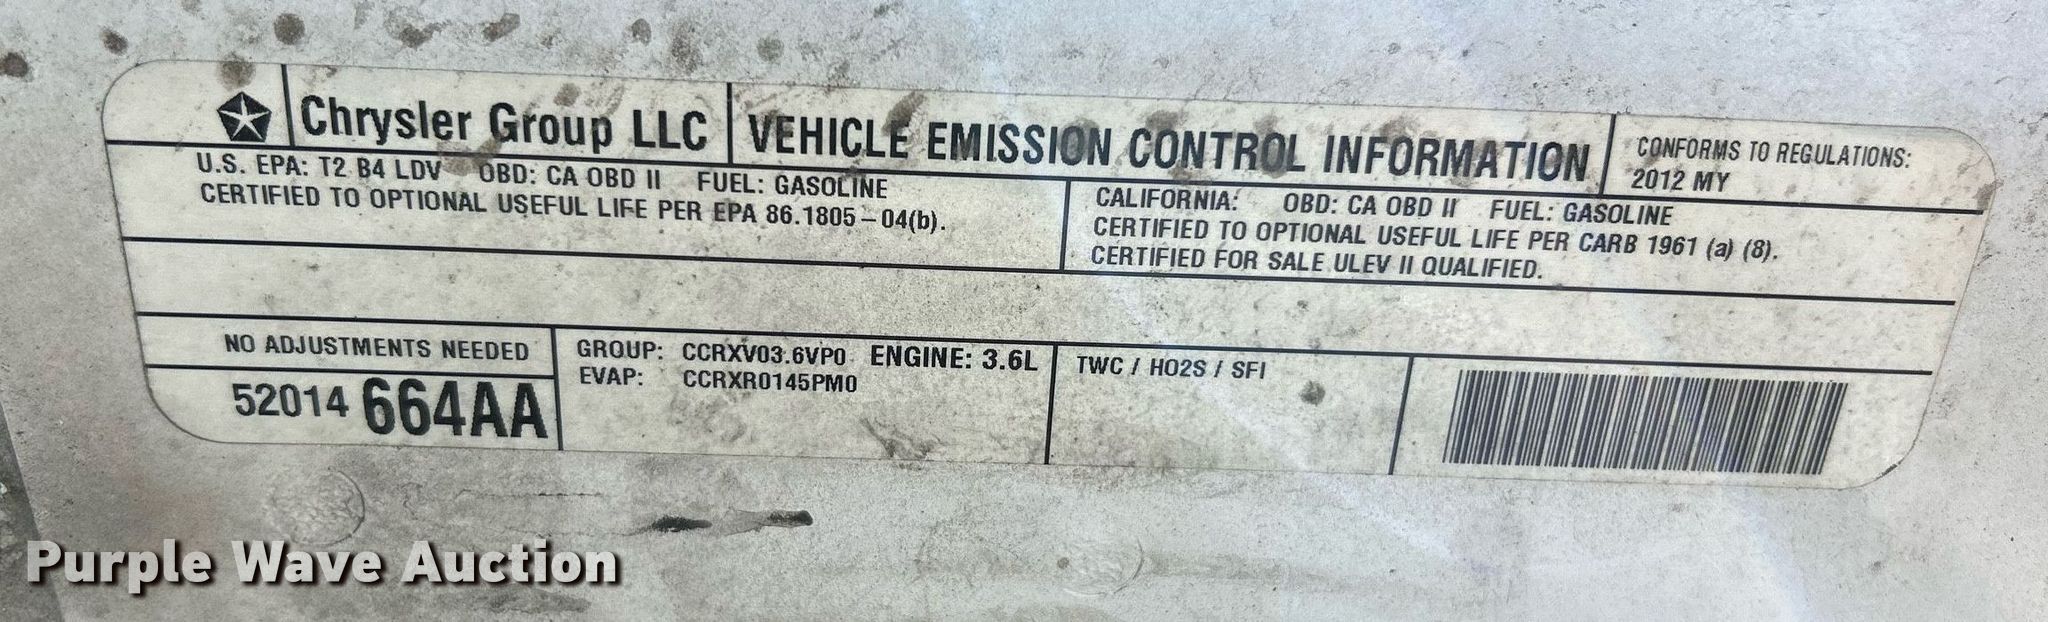 Chrysler Group LLC
VEHICLE EMISSION CONTROL INFORMATION
CONFORMS TO REGULATIONS:
2012 MY
U.S. EPA: T2 B4 LDV OBD: CA OBD II FUEL: GASOLINE
CERTIFIED TO OPTIONAL USEFUL LIFE PER EPA 86.1805-04(b).
CALIFORNIA: OBD: CA OBD II FUEL: GASOLINE
CERTIFIED TO OPTIONAL USEFUL LIFE PER CARB 1961 (a) (8).
CERTIFIED FOR SALE ULEV II QUALIFIED.
NO ADJUSTMENTS NEEDED
52014 664AA
GROUP: CCRXV03.6VP0 ENGINE: 3.6L
EVAP: CCRXR0145PM0
TWC / HO2S / SFI
Purple Wave Auction